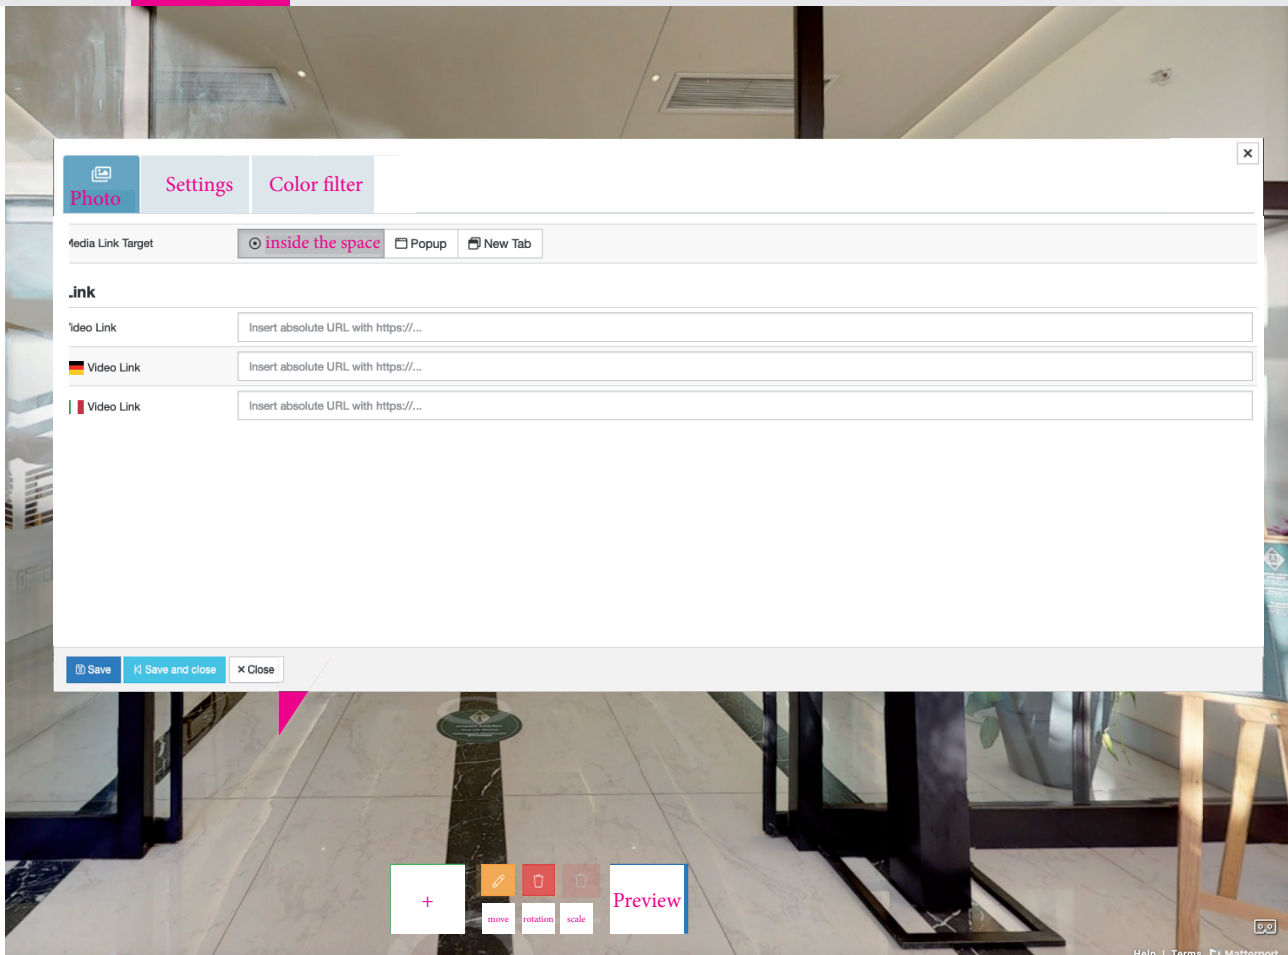 Photo
Settings
Color filter
Media Link Target
inside the space
Popup
New Tab
Link
Video Link
Insert absolute URL with https://...
Video Link
Insert absolute URL with https://...
Video Link
Insert absolute URL with https://...
Save
Save and close
Close
+
move
rotation
scale
Preview
Help | Terms
Matterport